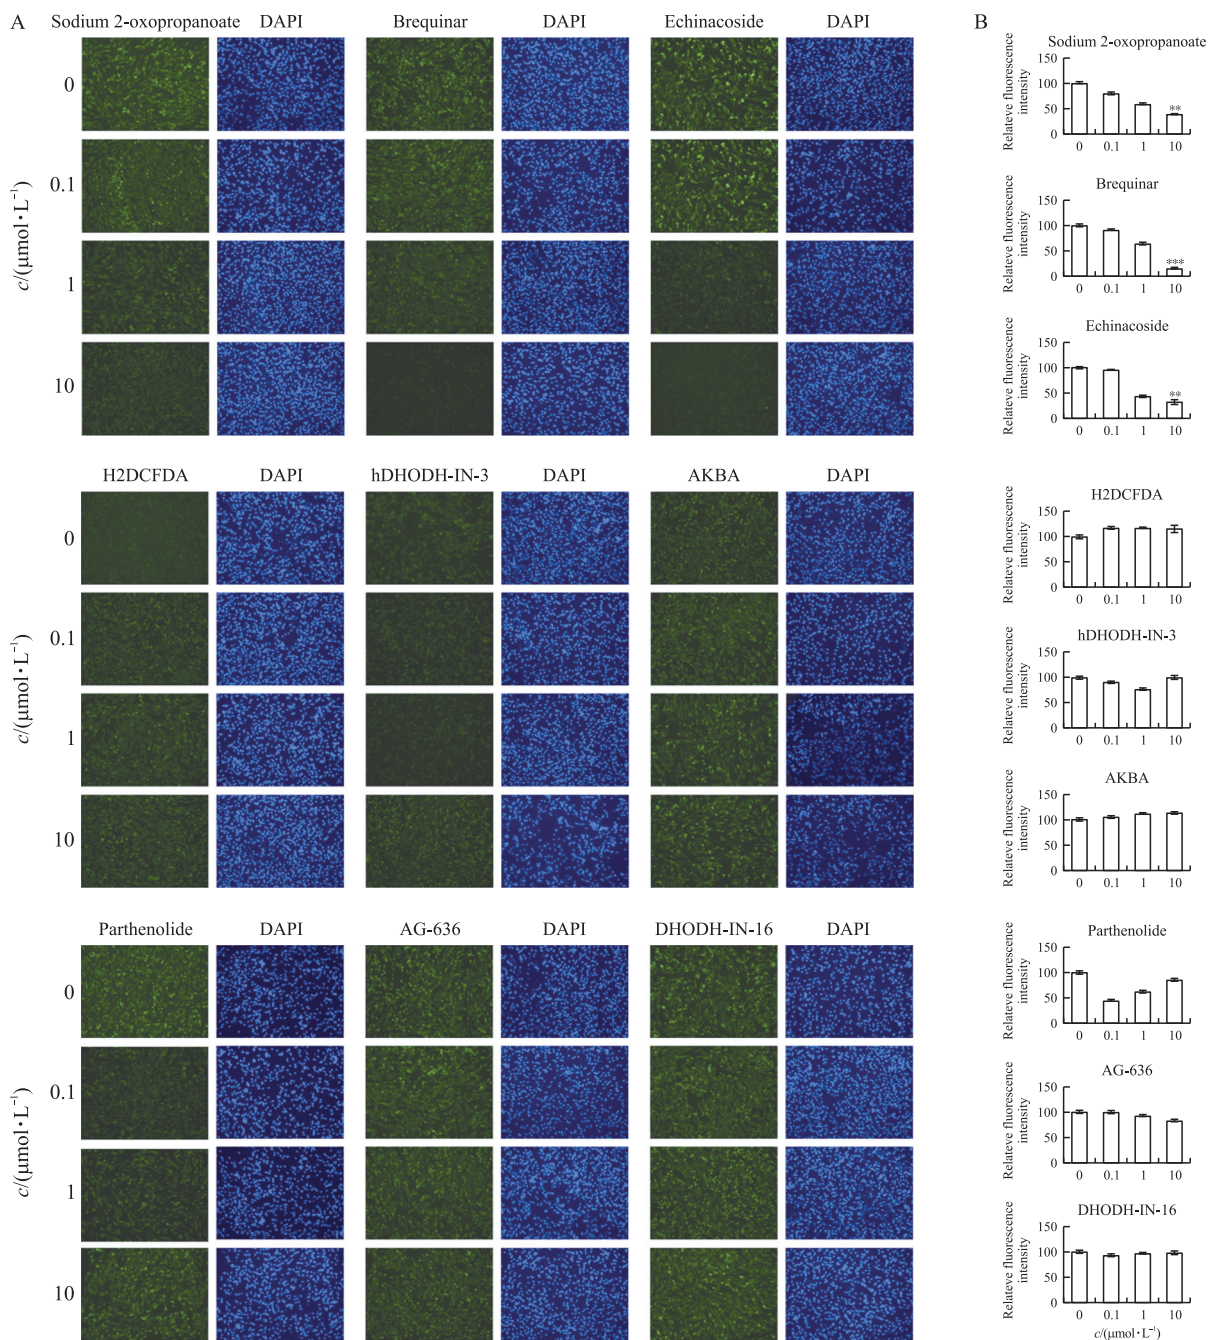 A
Sodium 2-oxopropanoate DAPI Brequinar DAPI Echinacoside DAPI
0
0.1
1
10
c/(μmol·L⁻¹)
H2DCFDA DAPI hDHODH-IN-3 DAPI AKBA DAPI
0
0.1
1
10
c/(μmol·L⁻¹)
Parthenolide DAPI AG-636 DAPI DHODH-IN-16 DAPI
0
0.1
1
10
c/(μmol·L⁻¹)
B
Sodium 2-oxopropanoate
Relateve fluorescence
intensity
150
100
50
0
**
0 0.1 1 10
Brequinar
Relateve fluorescence
intensity
150
100
50
0
***
0 0.1 1 10
Echinacoside
Relateve fluorescence
intensity
150
100
50
0
**
0 0.1 1 10
H2DCFDA
Relateve fluorescence
intensity
150
100
50
0
0 0.1 1 10
hDHODH-IN-3
Relateve fluorescence
intensity
150
100
50
0
0 0.1 1 10
AKBA
Relateve fluorescence
intensity
150
100
50
0
0 0.1 1 10
Parthenolide
Relateve fluorescence
intensity
150
100
50
0
0 0.1 1 10
AG-636
Relateve fluorescence
intensity
150
100
50
0
0 0.1 1 10
DHODH-IN-16
Relateve fluorescence
intensity
150
100
50
0
0 0.1 1 10
c/(μmol·L⁻¹)